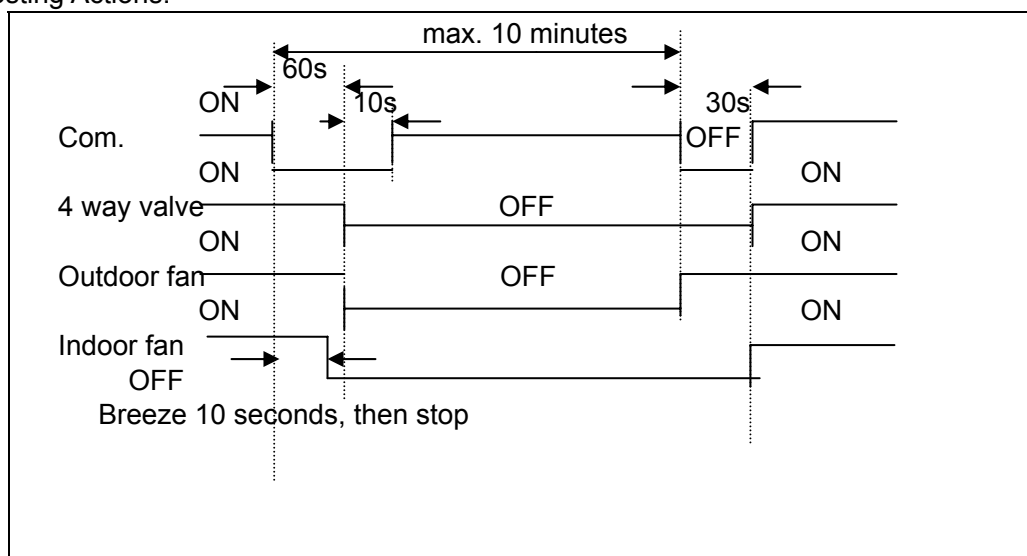 max. 10 minutes
60s
ON 10s 30s
Com. OFF
ON ON
4 way valve OFF
ON ON
Outdoor fan OFF
ON ON
Indoor fan
OFF
Breeze 10 seconds, then stop